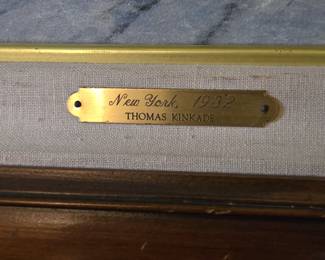 New York, 1932
THOMAS KINKADE